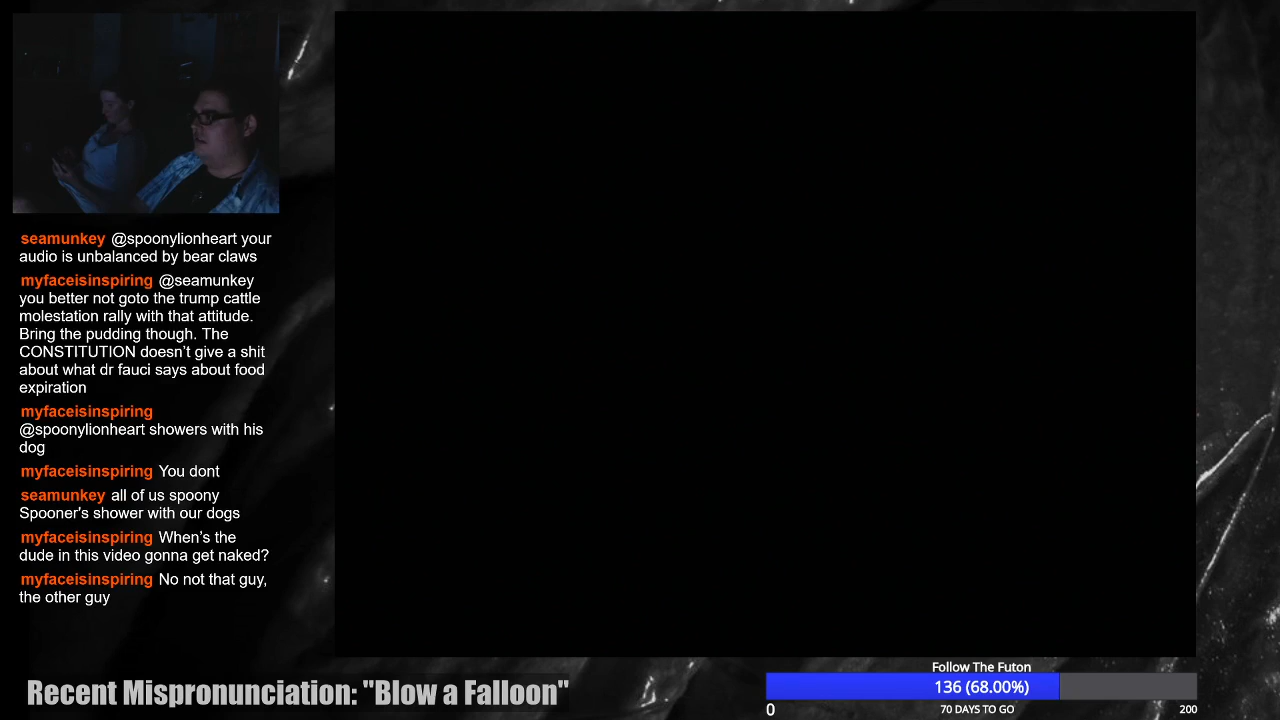 seamunkey @spoonylionheart your
audio is unbalanced by bear claws
myfaceisinspiring @seamunkey
you better not goto the trump cattle
molestation rally with that attitude.
Bring the pudding though. The
CONSTITUTION doesn’t give a shit
about what dr fauci says about food
expiration
myfaceisinspiring
@spoonylionheart showers with his
dog
myfaceisinspiring You dont
seamunkey all of us spoony
Spooner's shower with our dogs
myfaceisinspiring When’s the
dude in this video gonna get naked?
myfaceisinspiring No not that guy,
the other guy
Recent Mispronunciation: "Blow a Falloon"
Follow The Futon
136 (68.00%)
0 70 DAYS TO GO 200